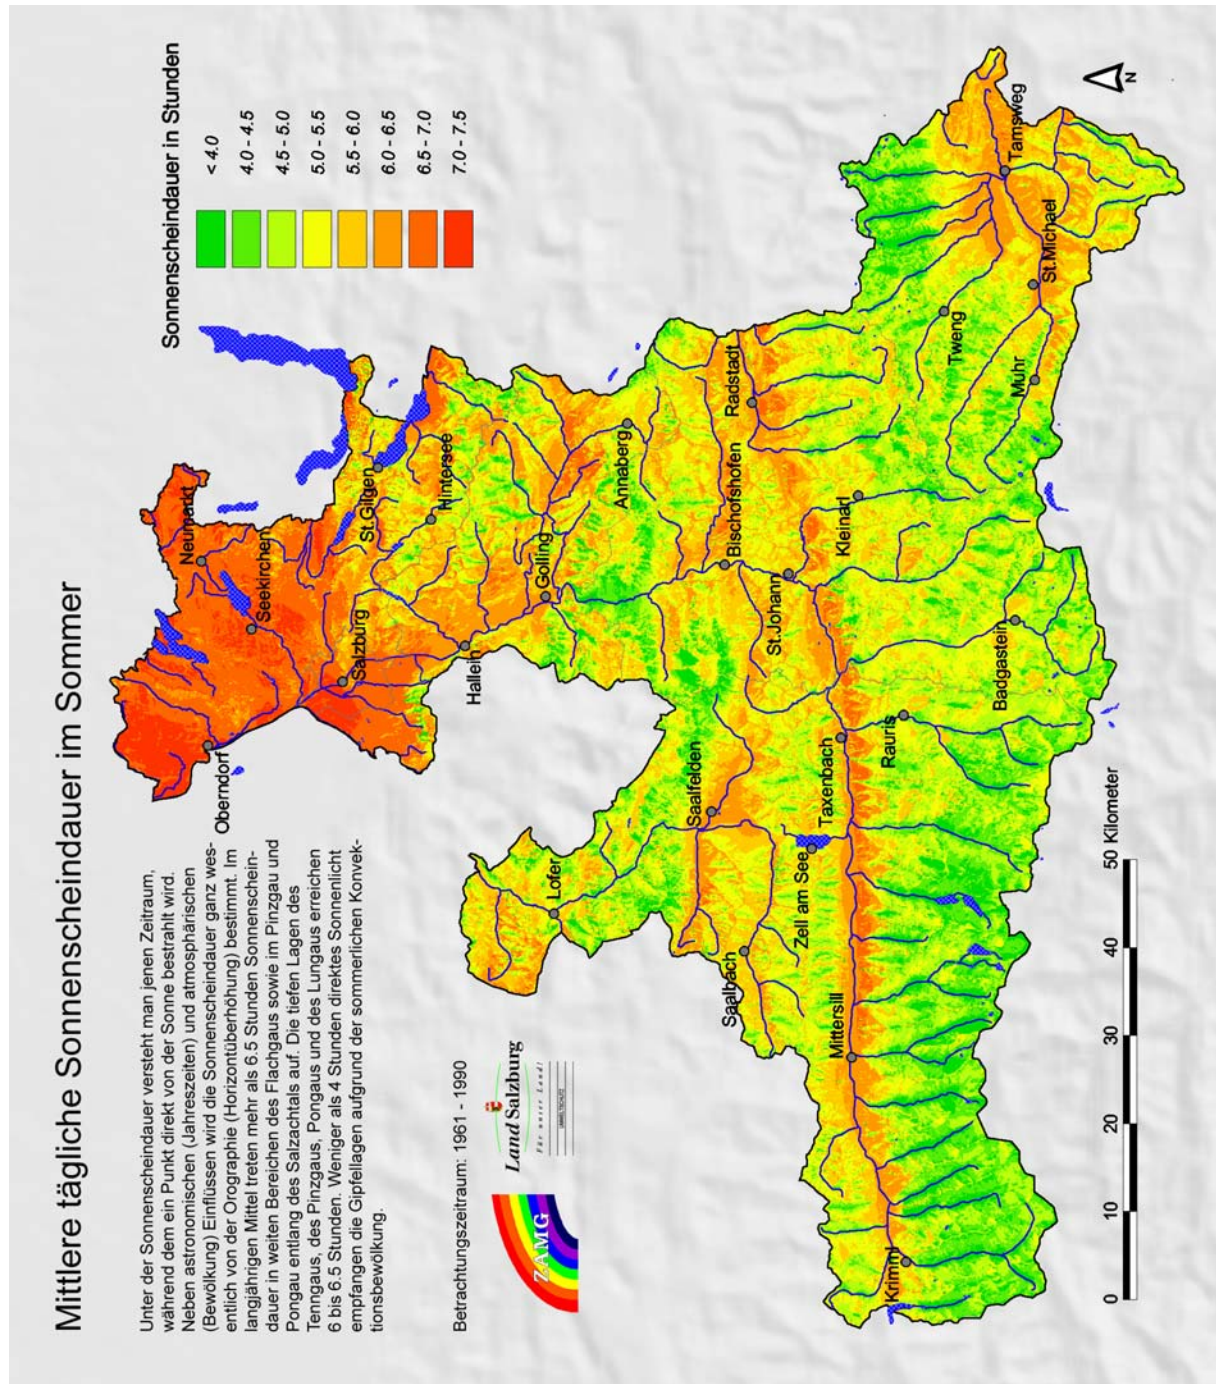 Mittlere tägliche Sonnenscheindauer im Sommer
Unter der Sonnenscheindauer versteht man jenen Zeitraum,
während dem ein Punkt direkt von der Sonne bestrahlt wird.
Neben astronomischen (Jahreszeiten) und atmosphärischen
(Bewölkung) Einflüssen wird die Sonnenscheindauer ganz wes-
entlich von der Orographie (Horizontüberhöhung) bestimmt. Im
langjährigen Mittel treten mehr als 6.5 Stunden Sonnenschein-
dauer in weiten Bereichen des Flachgaus sowie im Pinzgau und
Pongau entlang des Salzachtals auf. Die tiefen Lagen des
Tenngaus, des Pinzgaus, Pongaus und des Lungaus erreichen
6 bis 6.5 Stunden. Weniger als 4 Stunden direktes Sonnenlicht
empfangen die Gipfellagen aufgrund der sommerlichen Konvek-
tionsbewölkung.
Betrachtungszeitraum: 1961 - 1990
ZAMG
Land Salzburg
Für unser Land!
UMWELTSCHUTZ
Sonnenscheindauer in Stunden
< 4.0
4.0 - 4.5
4.5 - 5.0
5.0 - 5.5
5.5 - 6.0
6.0 - 6.5
6.5 - 7.0
7.0 - 7.5
Neumarkt
Oberndorf
Seekirchen
Salzburg
St.Gilgen
Hintersee
Hallein
Golling
Lofer
Annaberg
Saalfelden
Bischofshofen
Radstadt
Saalbach
St.Johann
Zell am See
Taxenbach
Mittersill
Kleinarl
Krimml
Rauris
Tweng
Tamsweg
Badgastein
Muhr
St.Michael
N
0
10
20
30
40
50 Kilometer